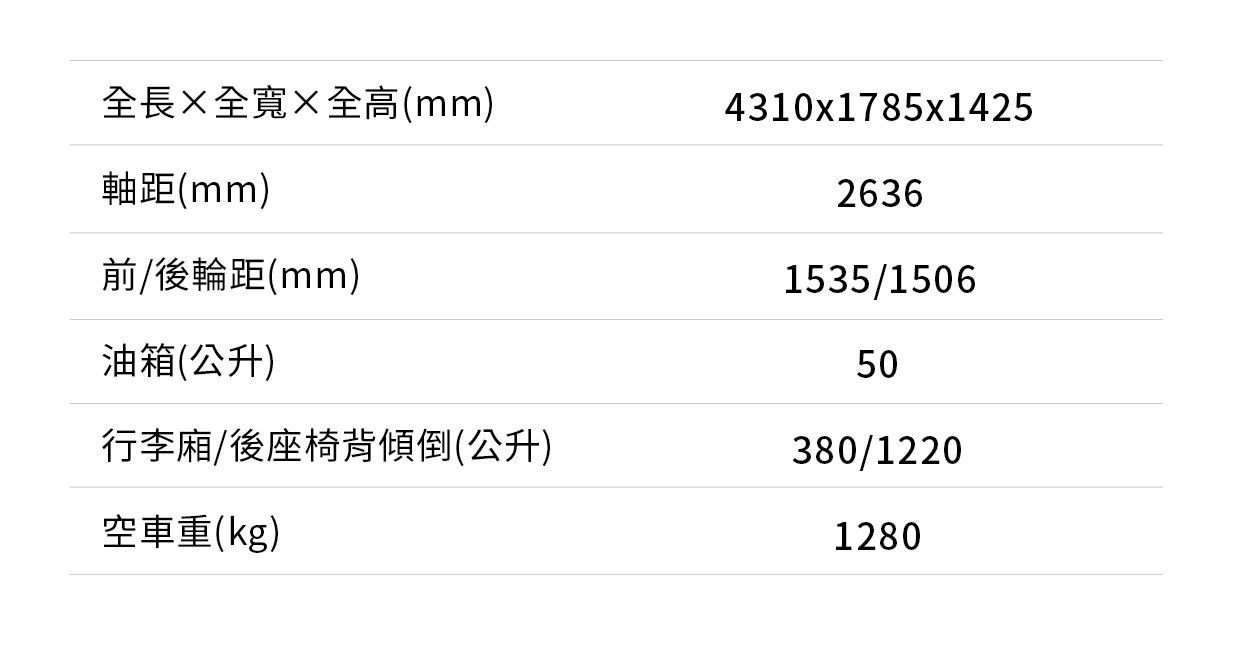 全長×全寬×全高(mm) 4310x1785x1425
軸距(mm) 2636
前/後輪距(mm) 1535/1506
油箱(公升) 50
行李廂/後座椅背傾倒(公升) 380/1220
空車重(kg) 1280